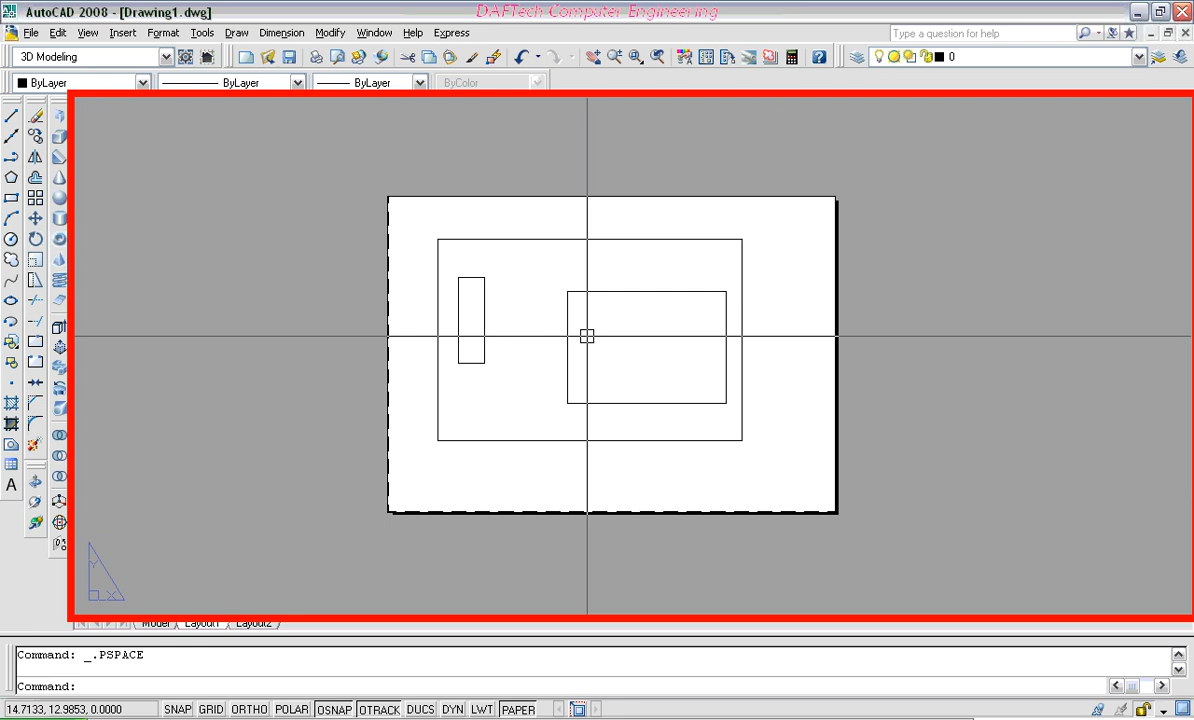 AutoCAD 2008 - [Drawing1.dwg]
DAFTech Computer Engineering
File Edit View Insert Format Tools Draw Dimension Modify Window Help Express
Type a question for help
3D Modeling
0
ByLayer
ByLayer
ByLayer
ByColor
A
X
Model Layout1 Layout2
Command: _.PSPACE
Command:
14.7133, 12.9853, 0.0000
SNAP GRID ORTHO POLAR OSNAP OTRACK DUCS DYN LWT PAPER